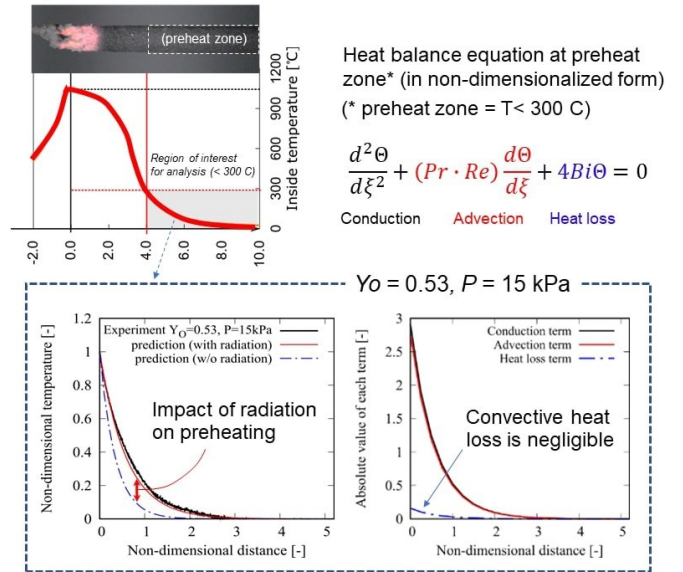 (preheat zone)
Inside temperature [℃]
0
300
600
900
1200
Region of interest
for analysis (< 300 C)
-2.0
0.0
2.0
4.0
6.0
8.0
10.0
Heat balance equation at preheat
zone* (in non-dimensionalized form)
(* preheat zone = T< 300 C)
d²Θ/dξ² + (Pr · Re) dΘ/dξ + 4BiΘ = 0
Conduction Advection Heat loss
Yo = 0.53, P = 15 kPa
Non-dimensional temperature [-]
1.2
1
0.8
0.6
0.4
0.2
0
Experiment Y_O=0.53, P=15kPa
prediction (with radiation)
prediction (w/o radiation)
Impact of radiation
on preheating
0 1 2 3 4 5
Non-dimensional distance [-]
Absolute value of each term [-]
3
2.5
2
1.5
1
0.5
0
Conduction term
Advection term
Heat loss term
Convective heat
loss is negligible
0 1 2 3 4 5
Non-dimensional distance [-]